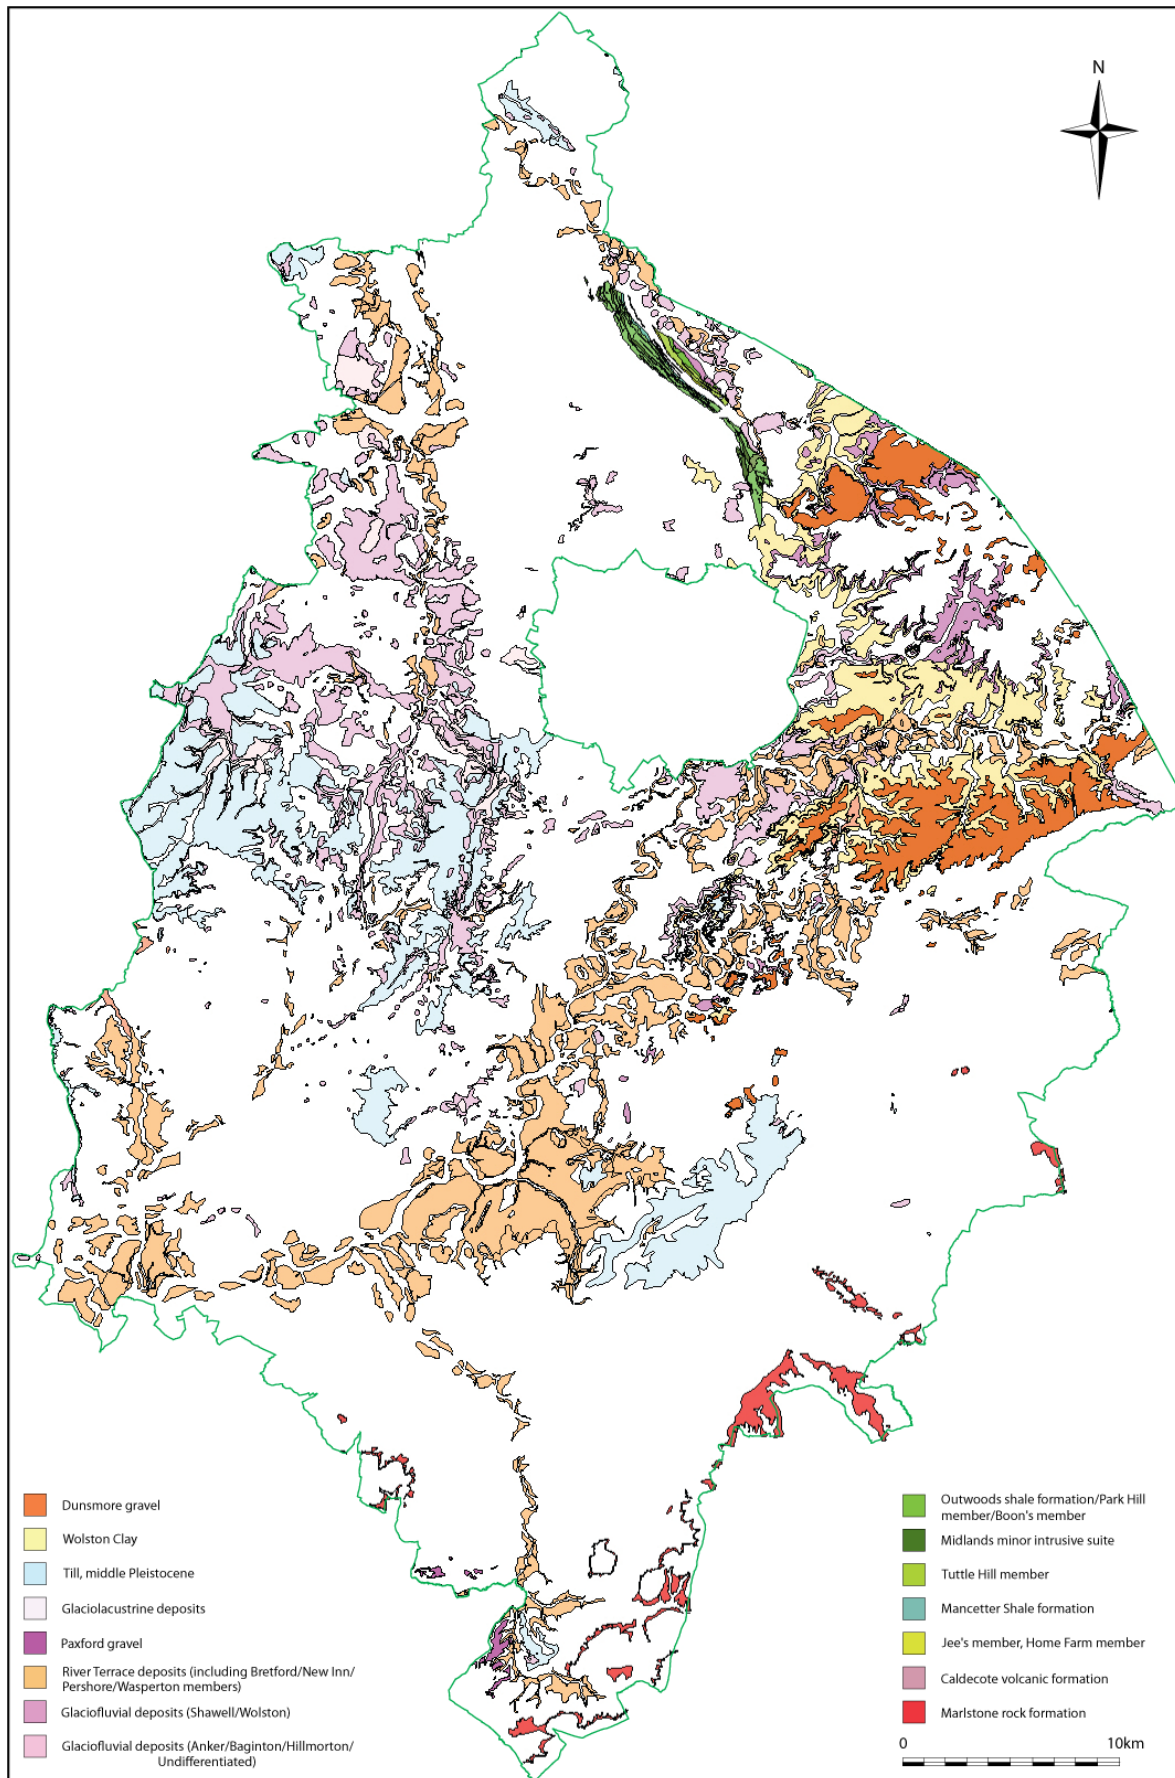 N
Dunsmore gravel
Wolston Clay
Till, middle Pleistocene
Glaciolacustrine deposits
Paxford gravel
River Terrace deposits (including Bretford/New Inn/
Pershore/Wasperton members)
Glaciofluvial deposits (Shawell/Wolston)
Glaciofluvial deposits (Anker/Baginton/Hillmorton/
Undifferentiated)
Outwoods shale formation/Park Hill
member/Boon's member
Midlands minor intrusive suite
Tuttle Hill member
Mancetter Shale formation
Jee's member, Home Farm member
Caldecote volcanic formation
Marlstone rock formation
0 10km